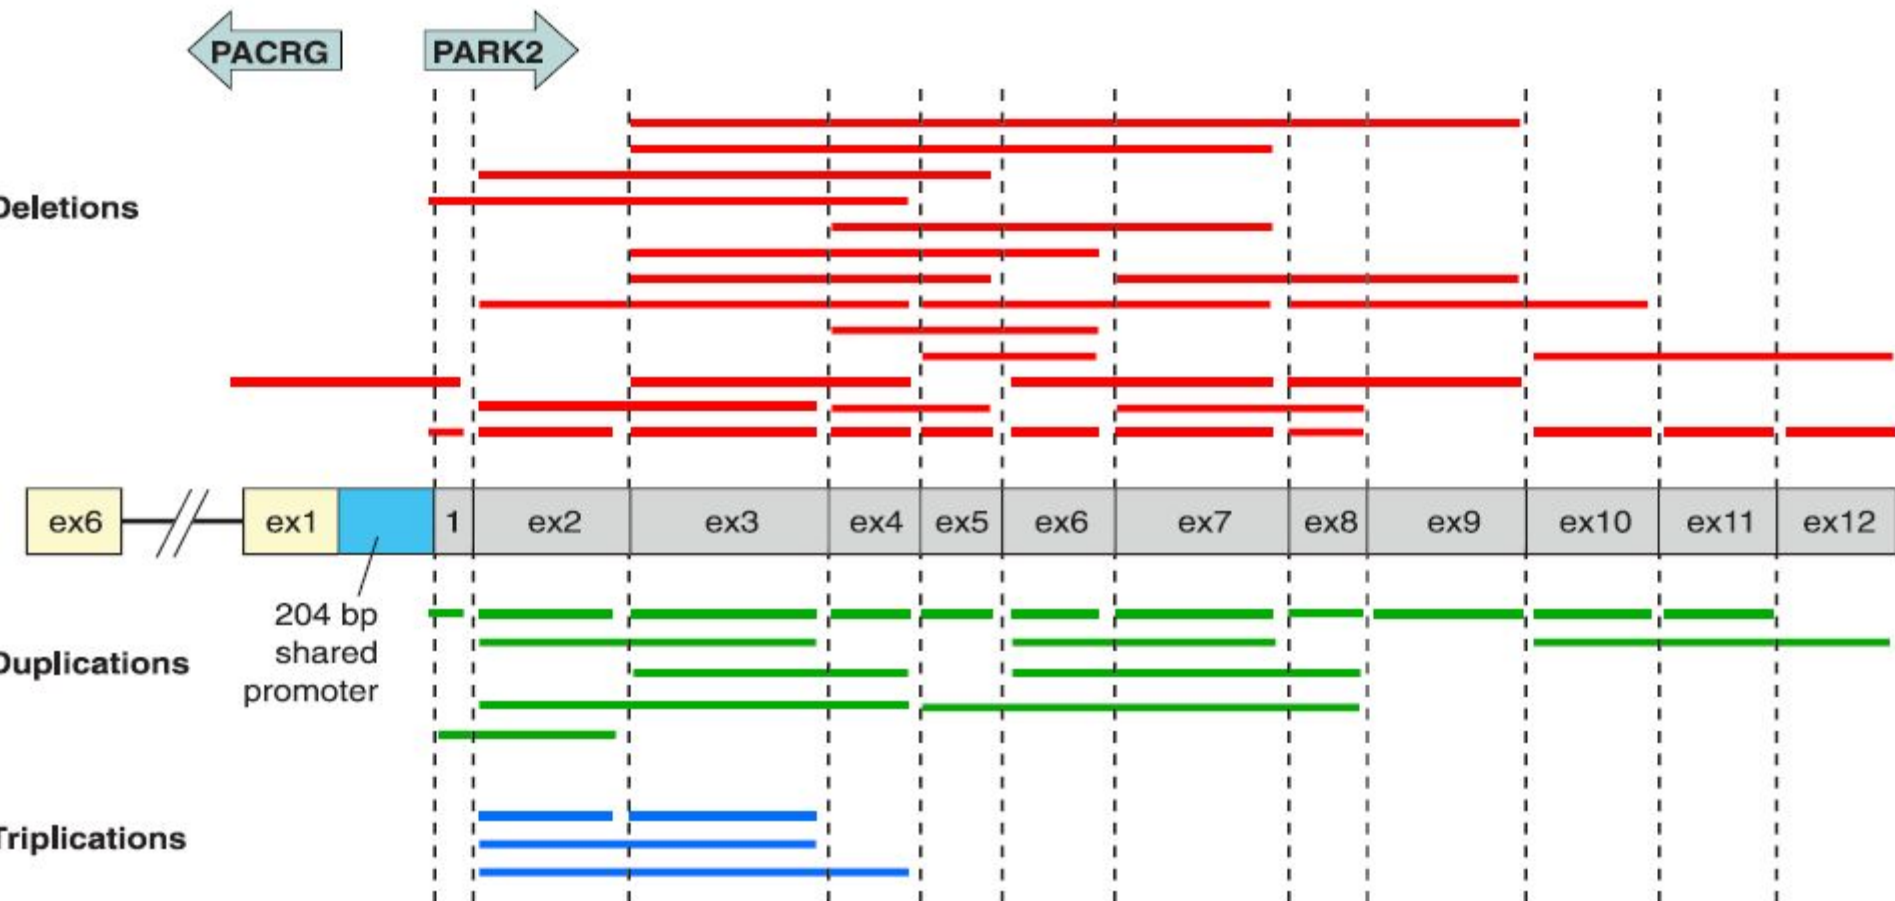 PACRG PARK2
Deletions
ex6 ex1 1 ex2 ex3 ex4 ex5 ex6 ex7 ex8 ex9 ex10 ex11 ex12
204 bp
shared
promoter
Duplications
Triplications